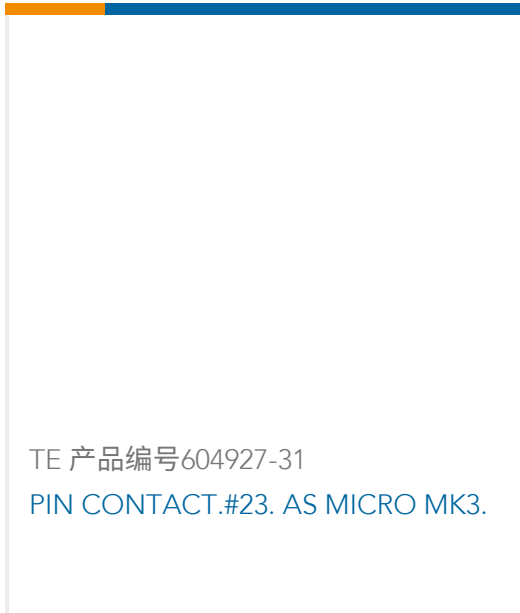 TE 产品编号604927-31
PIN CONTACT.#23. AS MICRO MK3.